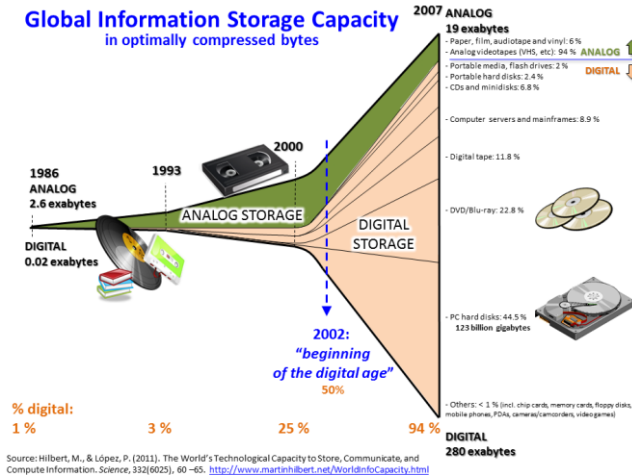 Global Information Storage Capacity
in optimally compressed bytes
2007 ANALOG
19 exabytes
- Paper, film, audiotape and vinyl: 6 %
- Analog videotapes (VHS, etc): 94 % ANALOG
- Portable media, flash drives: 2 % DIGITAL
- Portable hard disks: 2.4 %
- CDs and minidisks: 6.8 %
- Computer servers and mainframes: 8.9 %
- Digital tape: 11.8 %
- DVD/Blu-ray: 22.8 %
- PC hard disks: 44.5 %
123 billion gigabytes
- Others: < 1 % (incl. chip cards, memory cards, floppy disks,
mobile phones, PDAs, cameras/camcorders, video games)
DIGITAL
280 exabytes
1986
ANALOG
2.6 exabytes
DIGITAL
0.02 exabytes
1993
2000
ANALOG STORAGE
DIGITAL
STORAGE
2002:
"beginning
of the digital age"
50%
% digital:
1 % 3 % 25 % 94 %
Source: Hilbert, M., & López, P. (2011). The World's Technological Capacity to Store, Communicate, and
Compute Information. Science, 332(6025), 60 –65. http://www.martinhilbert.net/WorldInfoCapacity.html